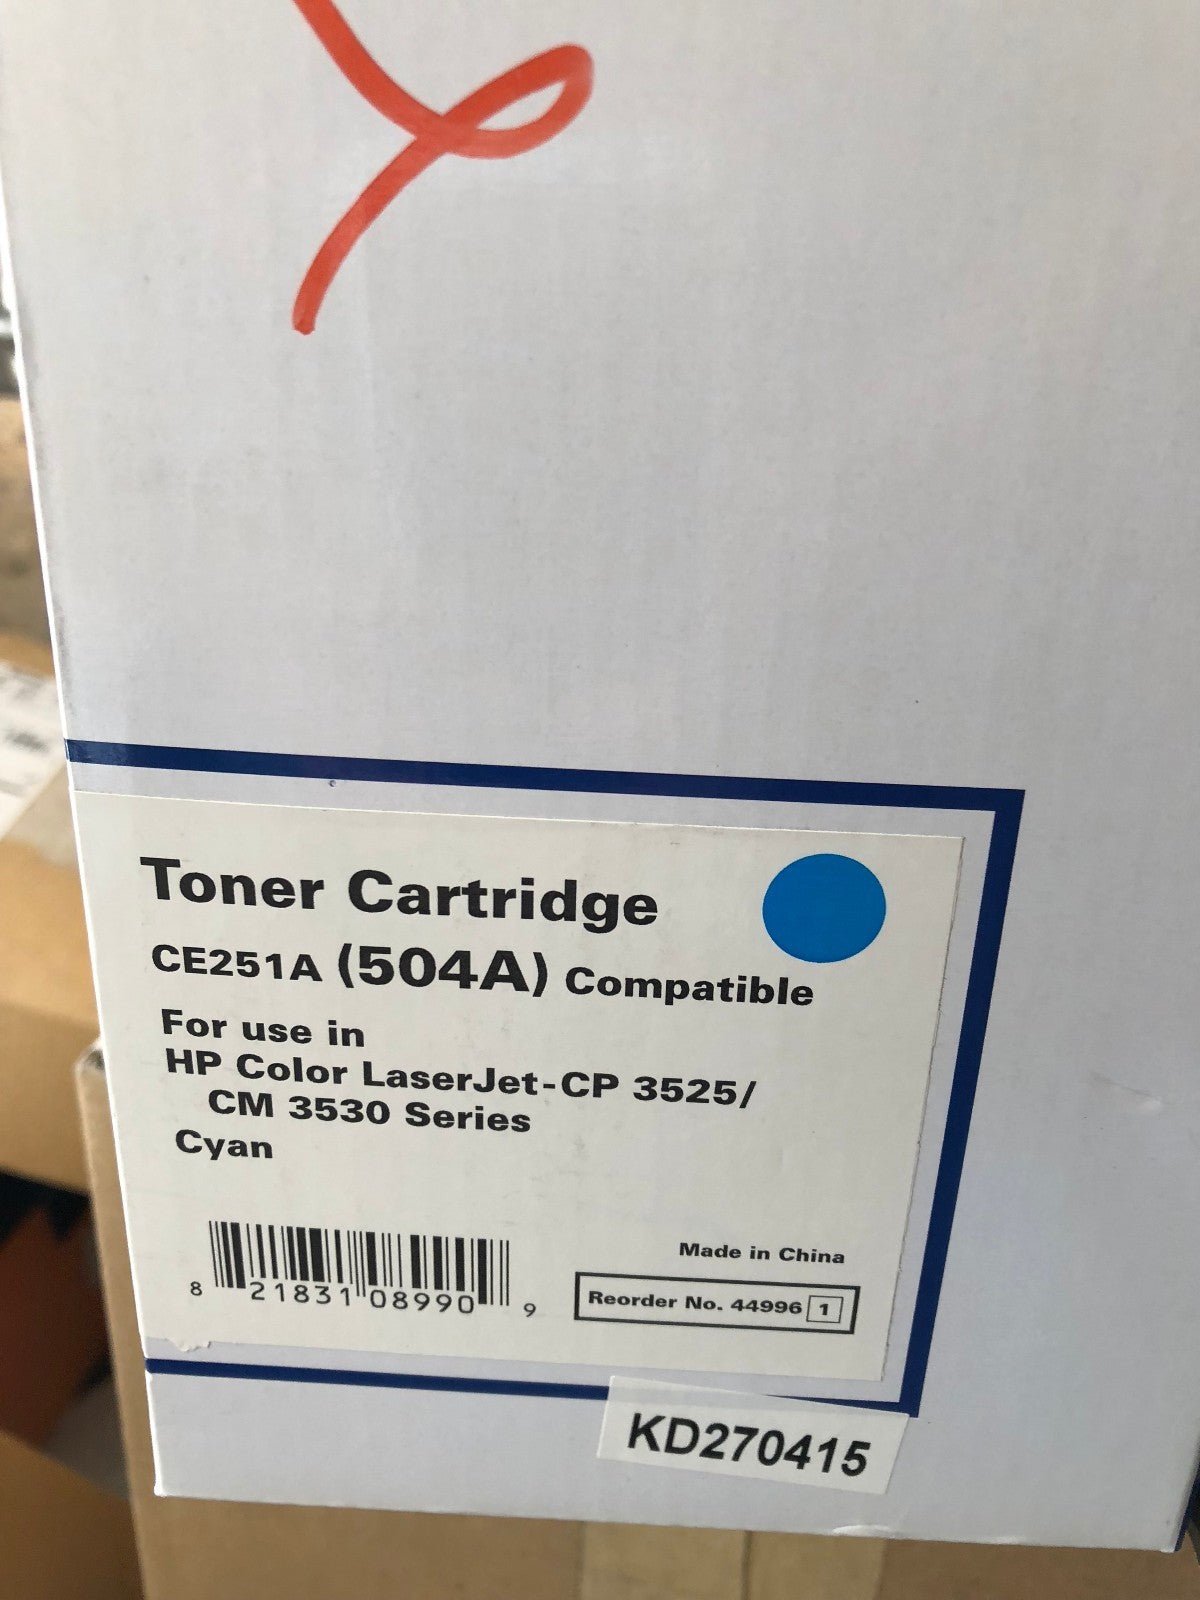 Toner Cartridge
CE251A (504A) Compatible
For use in
HP Color LaserJet-CP 3525/
CM 3530 Series
Cyan
Made in China
8 21831 08990 9
Reorder No. 44996 1
KD270415